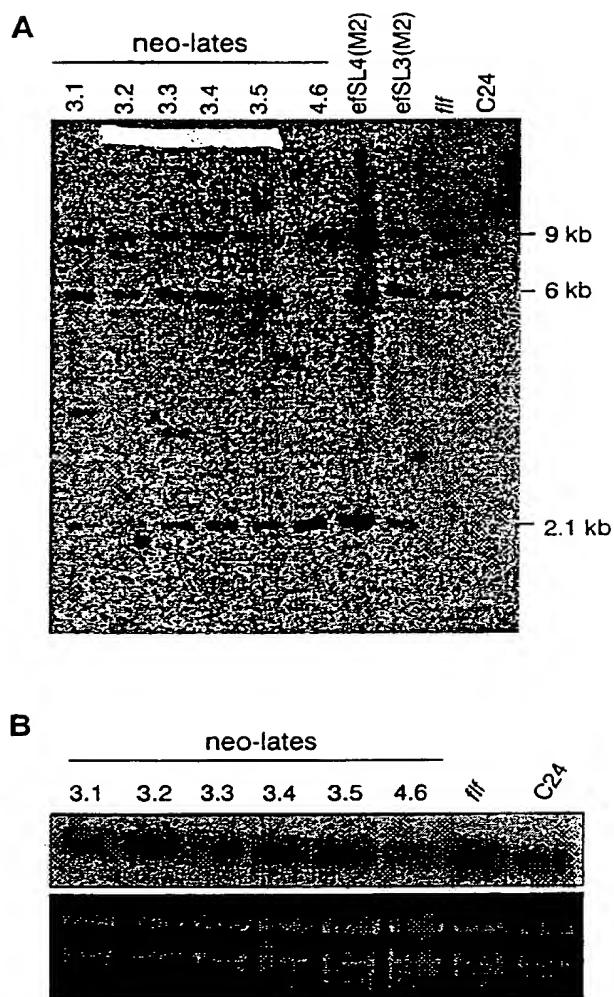 A
neo-lates
3.1 3.2 3.3 3.4 3.5 4.6 efSL4(M2) efSL3(M2) flf C24
9 kb
6 kb
2.1 kb
B
neo-lates
3.1 3.2 3.3 3.4 3.5 4.6 flf C24